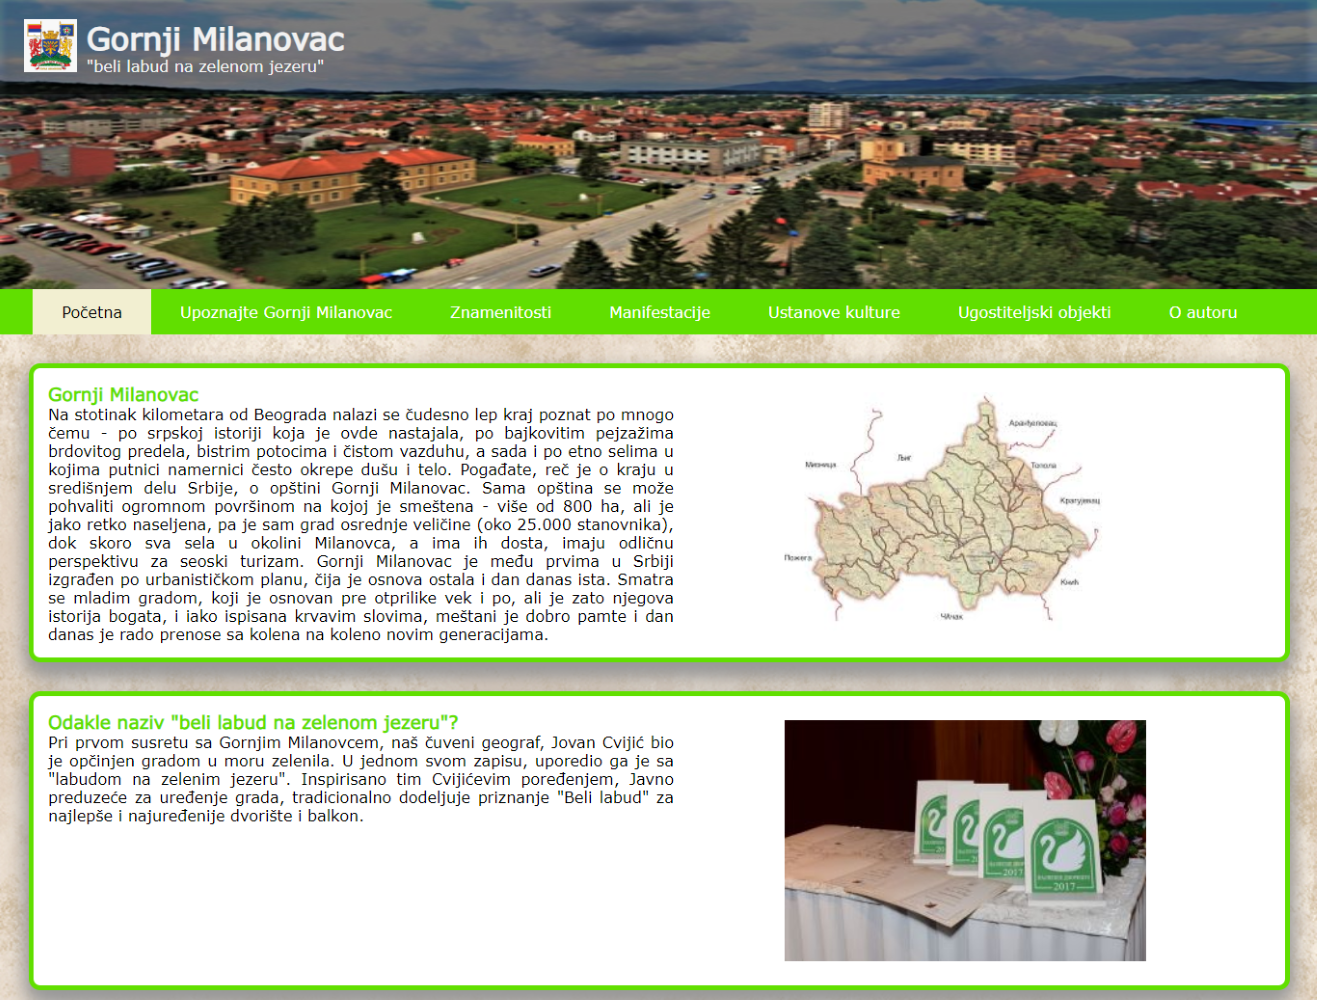 Gornji Milanovac
"beli labud na zelenom jezeru"
Početna
Upoznajte Gornji Milanovac
Znamenitosti
Manifestacije
Ustanove kulture
Ugostiteljski objekti
O autoru
Gornji Milanovac
Na stotinak kilometara od Beograda nalazi se čudesno lep kraj poznat po mnogo
čemu - po srpskoj istoriji koja je ovde nastajala, po bajkovitim pejzažima
brdovitog predela, bistrim potocima i čistom vazduhu, a sada i po etno selima u
kojima putnici namernici često okrepe dušu i telo. Pogađate, reč je o kraju u
središnjem delu Srbije, o opštini Gornji Milanovac. Sama opština se može
pohvaliti ogromnom površinom na kojoj je smeštena - više od 800 ha, ali je
jako retko naseljena, pa je sam grad osrednje veličine (oko 25.000 stanovnika),
dok skoro sva sela u okolini Milanovca, a ima ih dosta, imaju odličnu
perspektivu za seoski turizam. Gornji Milanovac je među prvima u Srbiji
izgrađen po urbanističkom planu, čija je osnova ostala i dan danas ista. Smatra
se mladim gradom, koji je osnovan pre otprilike vek i po, ali je zato njegova
istorija bogata, i iako ispisana krvavim slovima, meštani je dobro pamte i dan
danas je rado prenose sa kolena na koleno novim generacijama.
Аранђеловац
Љиг
Мионица
Топола
Крагујевац
Пожега
Кнић
Чачак
Odakle naziv "beli labud na zelenom jezeru"?
Pri prvom susretu sa Gornjim Milanovcem, naš čuveni geograf, Jovan Cvijić bio
je opčinjen gradom u moru zelenila. U jednom svom zapisu, uporedio ga je sa
"labudom na zelenim jezeru". Inspirisano tim Cvijićevim poređenjem, Javno
preduzeće za uređenje grada, tradicionalno dodeljuje priznanje "Beli labud" za
najlepše i najuređenije dvorište i balkon.
2017
2017